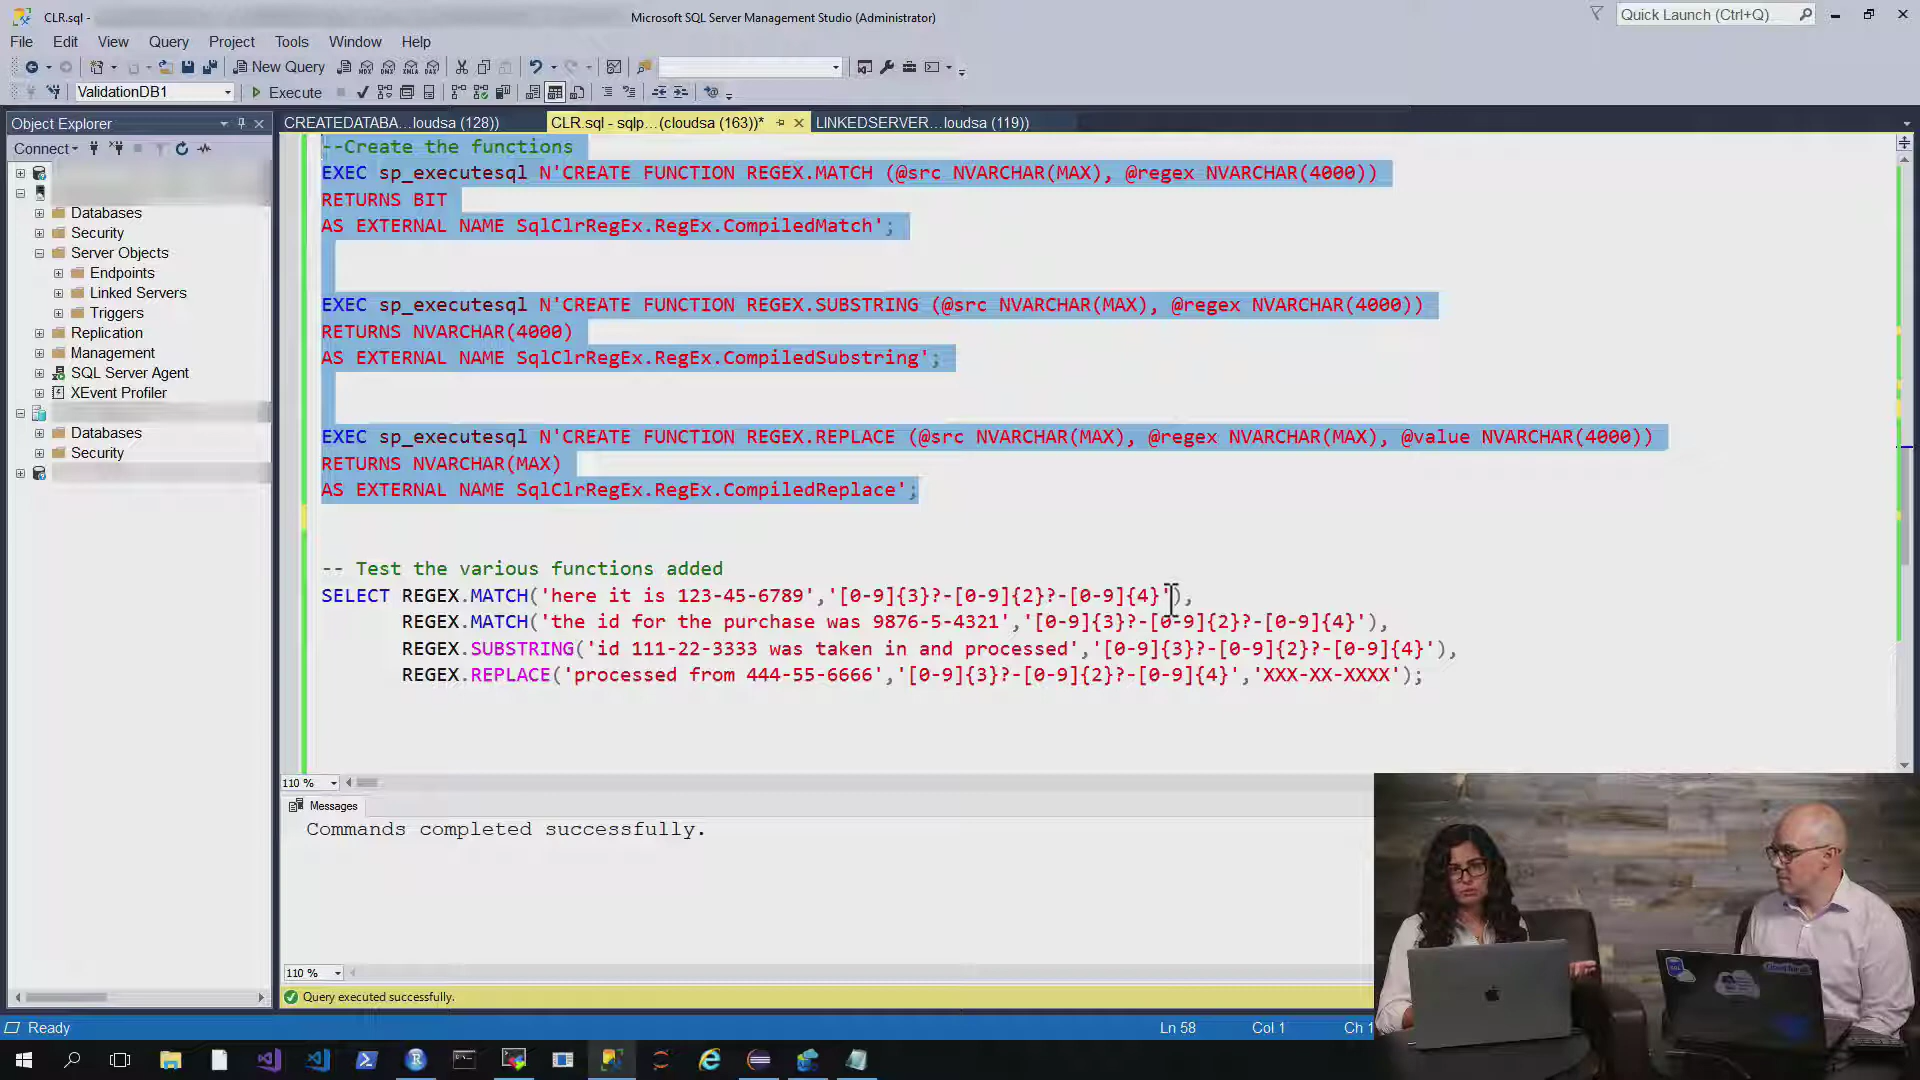 CLR.sql -
Microsoft SQL Server Management Studio (Administrator)
Quick Launch (Ctrl+Q)
File Edit View Query Project Tools Window Help
New Query MDX DMX XMLA DAX
ValidationDB1 Execute
Object Explorer
Connect
Databases
Security
Server Objects
Endpoints
Linked Servers
Triggers
Replication
Management
SQL Server Agent
XEvent Profiler
Databases
Security
CREATEDATABA...loudsa (128)) CLR.sql - sqlp...(cloudsa (163))* LINKEDSERVER...loudsa (119))
--Create the functions
EXEC sp_executesql N'CREATE FUNCTION REGEX.MATCH (@src NVARCHAR(MAX), @regex NVARCHAR(4000))
RETURNS BIT
AS EXTERNAL NAME SqlClrRegEx.RegEx.CompiledMatch';
EXEC sp_executesql N'CREATE FUNCTION REGEX.SUBSTRING (@src NVARCHAR(MAX), @regex NVARCHAR(4000))
RETURNS NVARCHAR(4000)
AS EXTERNAL NAME SqlClrRegEx.RegEx.CompiledSubstring';
EXEC sp_executesql N'CREATE FUNCTION REGEX.REPLACE (@src NVARCHAR(MAX), @regex NVARCHAR(MAX), @value NVARCHAR(4000))
RETURNS NVARCHAR(MAX)
AS EXTERNAL NAME SqlClrRegEx.RegEx.CompiledReplace';
-- Test the various functions added
SELECT REGEX.MATCH('here it is 123-45-6789','[0-9]{3}?-[0-9]{2}?-[0-9]{4}'),
REGEX.MATCH('the id for the purchase was 9876-5-4321','[0-9]{3}?-[0-9]{2}?-[0-9]{4}'),
REGEX.SUBSTRING('id 111-22-3333 was taken in and processed','[0-9]{3}?-[0-9]{2}?-[0-9]{4}'),
REGEX.REPLACE('processed from 444-55-6666','[0-9]{3}?-[0-9]{2}?-[0-9]{4}','XXX-XX-XXXX');
110 %
Messages
Commands completed successfully.
110 %
Query executed successfully.
Ready Ln 58 Col 1 Ch 1
SQL